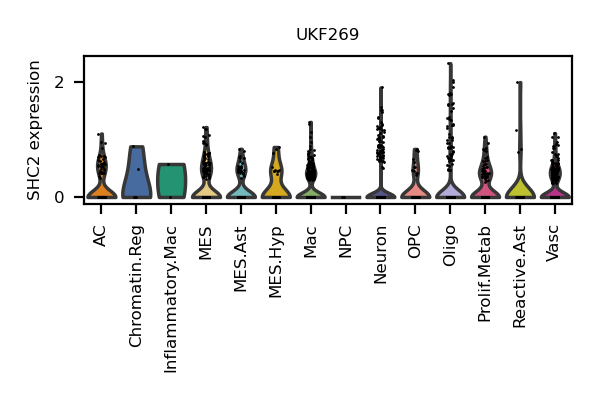 UKF269
SHC2 expression
2
0
AC
Chromatin.Reg
Inflammatory.Mac
MES
MES.Ast
MES.Hyp
Mac
NPC
Neuron
OPC
Oligo
Prolif.Metab
Reactive.Ast
Vasc